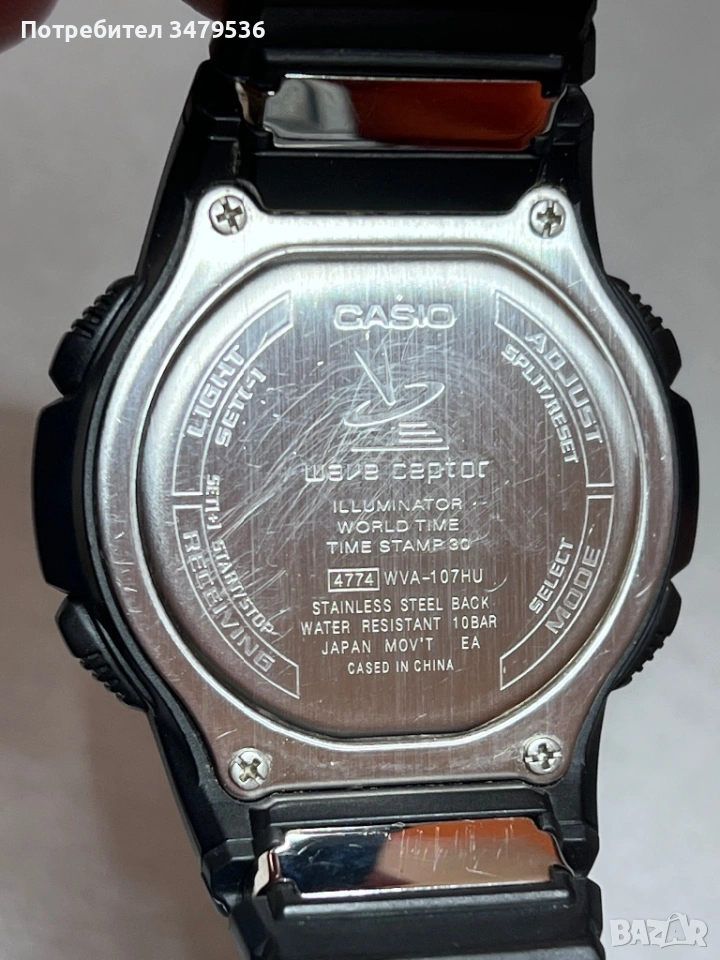 Потребител 3479536
CASIO
LIGHT
SET[-]
ADJUST
SPLIT/RESET
wave ceptor
ILLUMINATOR
WORLD TIME
TIME STAMP 30
4774 WVA-107HU
STAINLESS STEEL BACK
WATER RESISTANT 10BAR
JAPAN MOV'T EA
CASED IN CHINA
SET[+] START/STOP
RECEIVING
SELECT
MODE
BAZAR